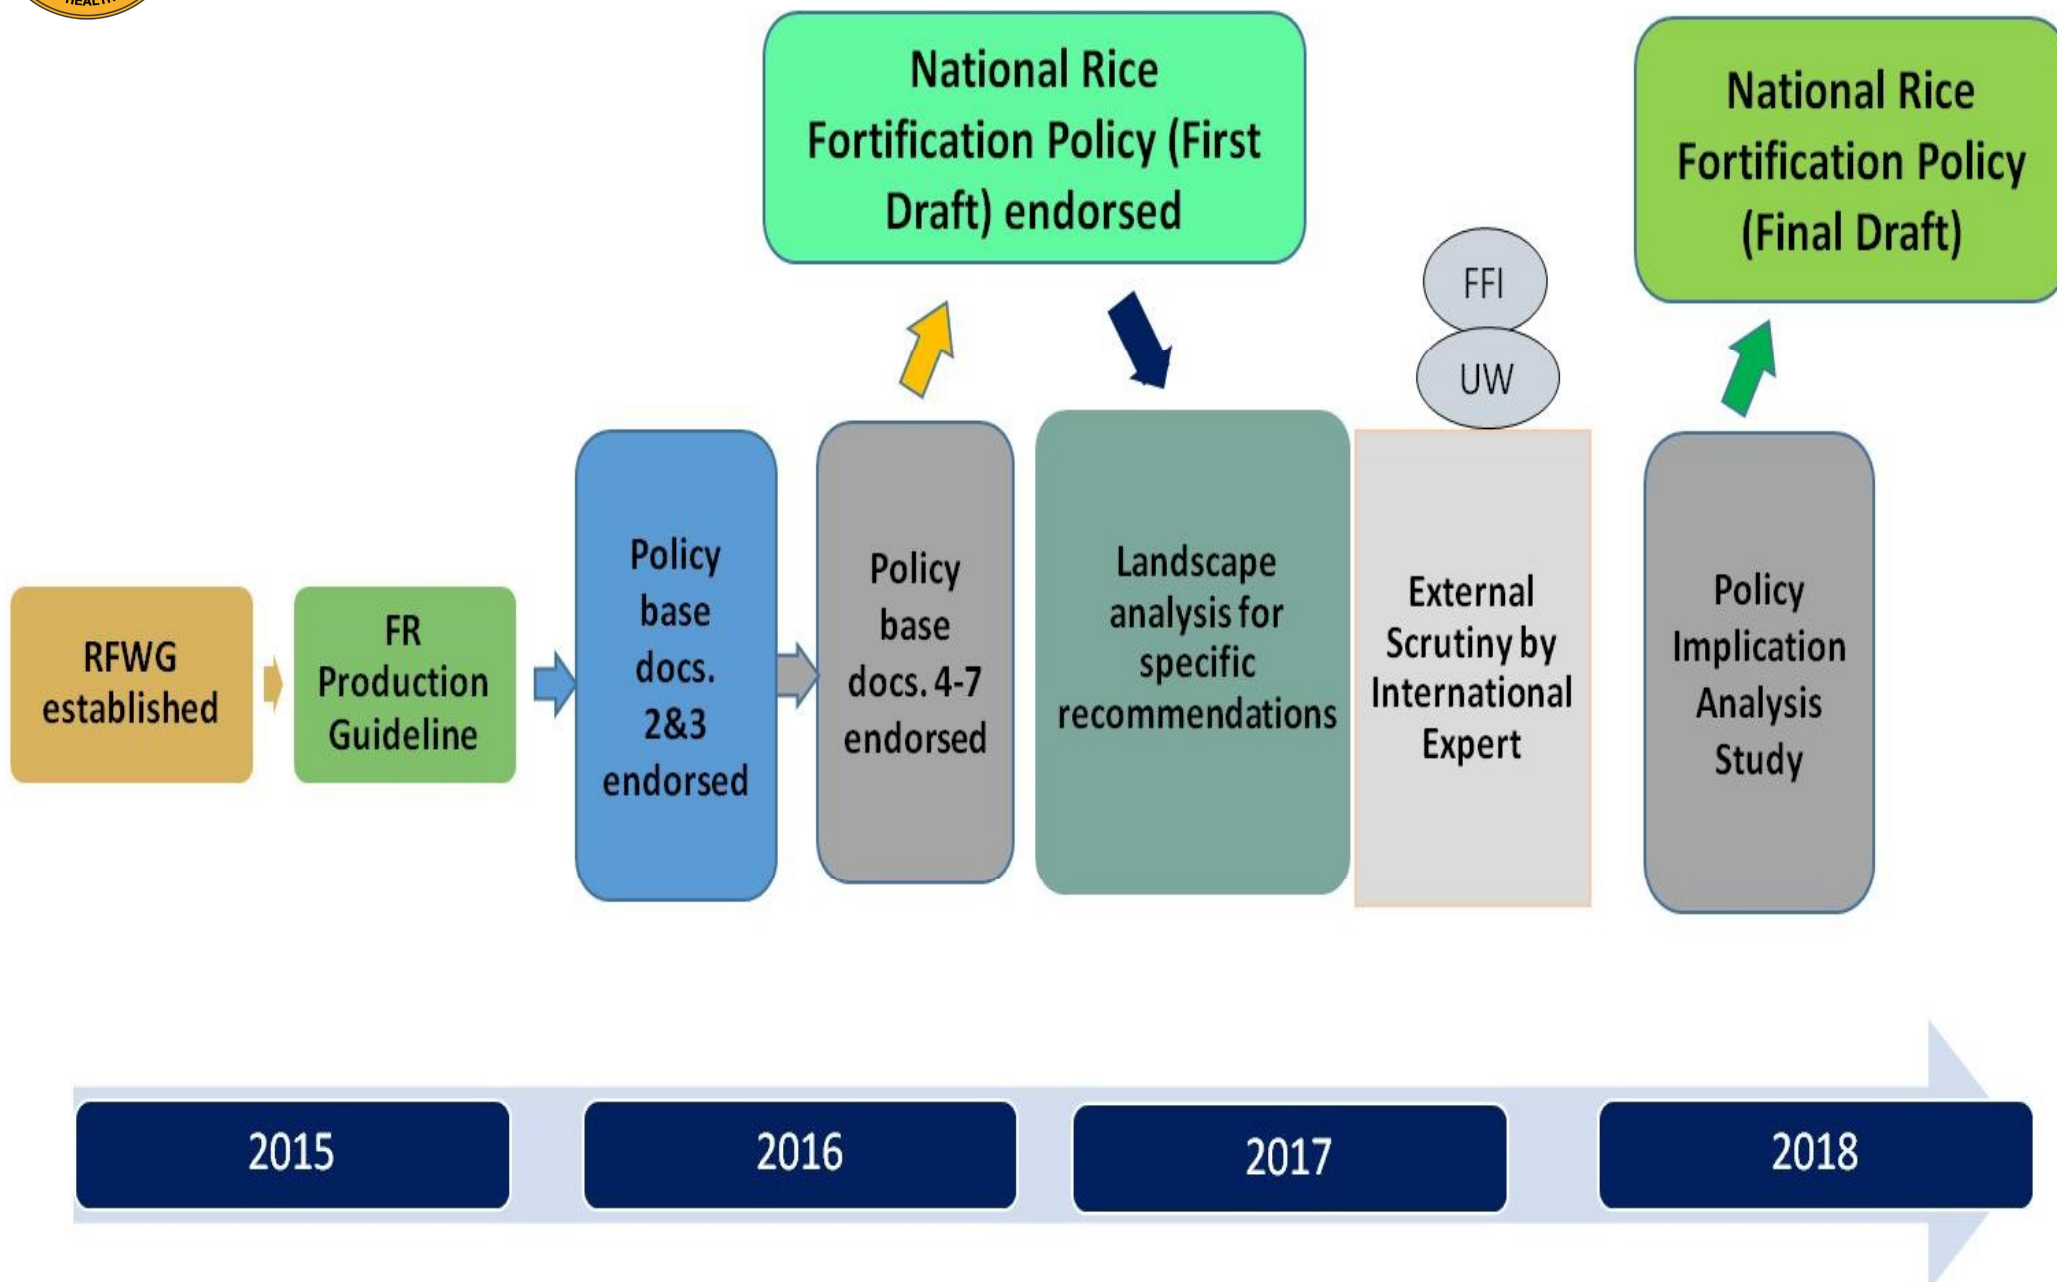 HEALTH
National Rice
Fortification Policy (First
Draft) endorsed
National Rice
Fortification Policy
(Final Draft)
FFI
UW
RFWG
established
FR
Production
Guideline
Policy
base
docs.
2&3
endorsed
Policy
base
docs. 4-7
endorsed
Landscape
analysis for
specific
recommendations
External
Scrutiny by
International
Expert
Policy
Implication
Analysis
Study
2015
2016
2017
2018